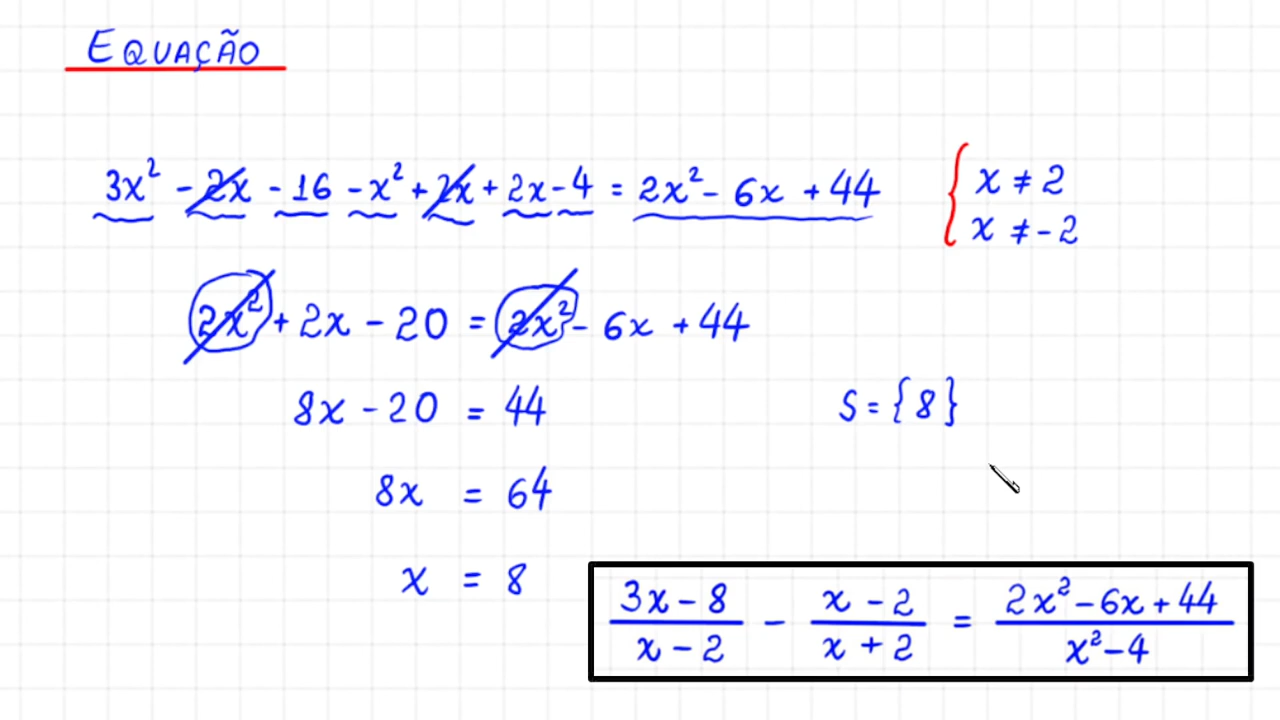 EQUAÇÃO
3x² - 2x - 16 - x² + 2x + 2x - 4 = 2x² - 6x + 44
{ x ≠ 2
x ≠ -2
2x² + 2x - 20 = 2x² - 6x + 44
8x - 20 = 44
S = {8}
8x = 64
x = 8
(3x - 8)/(x - 2) - (x - 2)/(x + 2) = (2x² - 6x + 44)/(x² - 4)